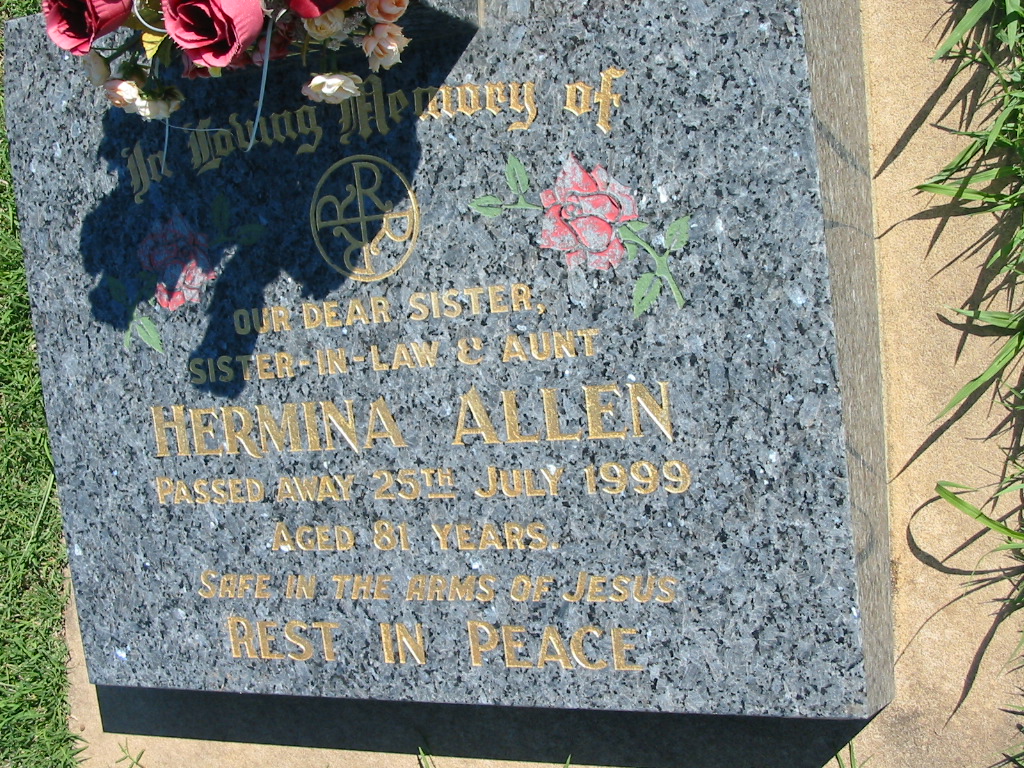 In Loving Memory of
R R R R
OUR DEAR SISTER,
SISTER-IN-LAW & AUNT
HERMINA ALLEN
PASSED AWAY 25TH JULY 1999
AGED 81 YEARS.
SAFE IN THE ARMS OF JESUS
REST IN PEACE